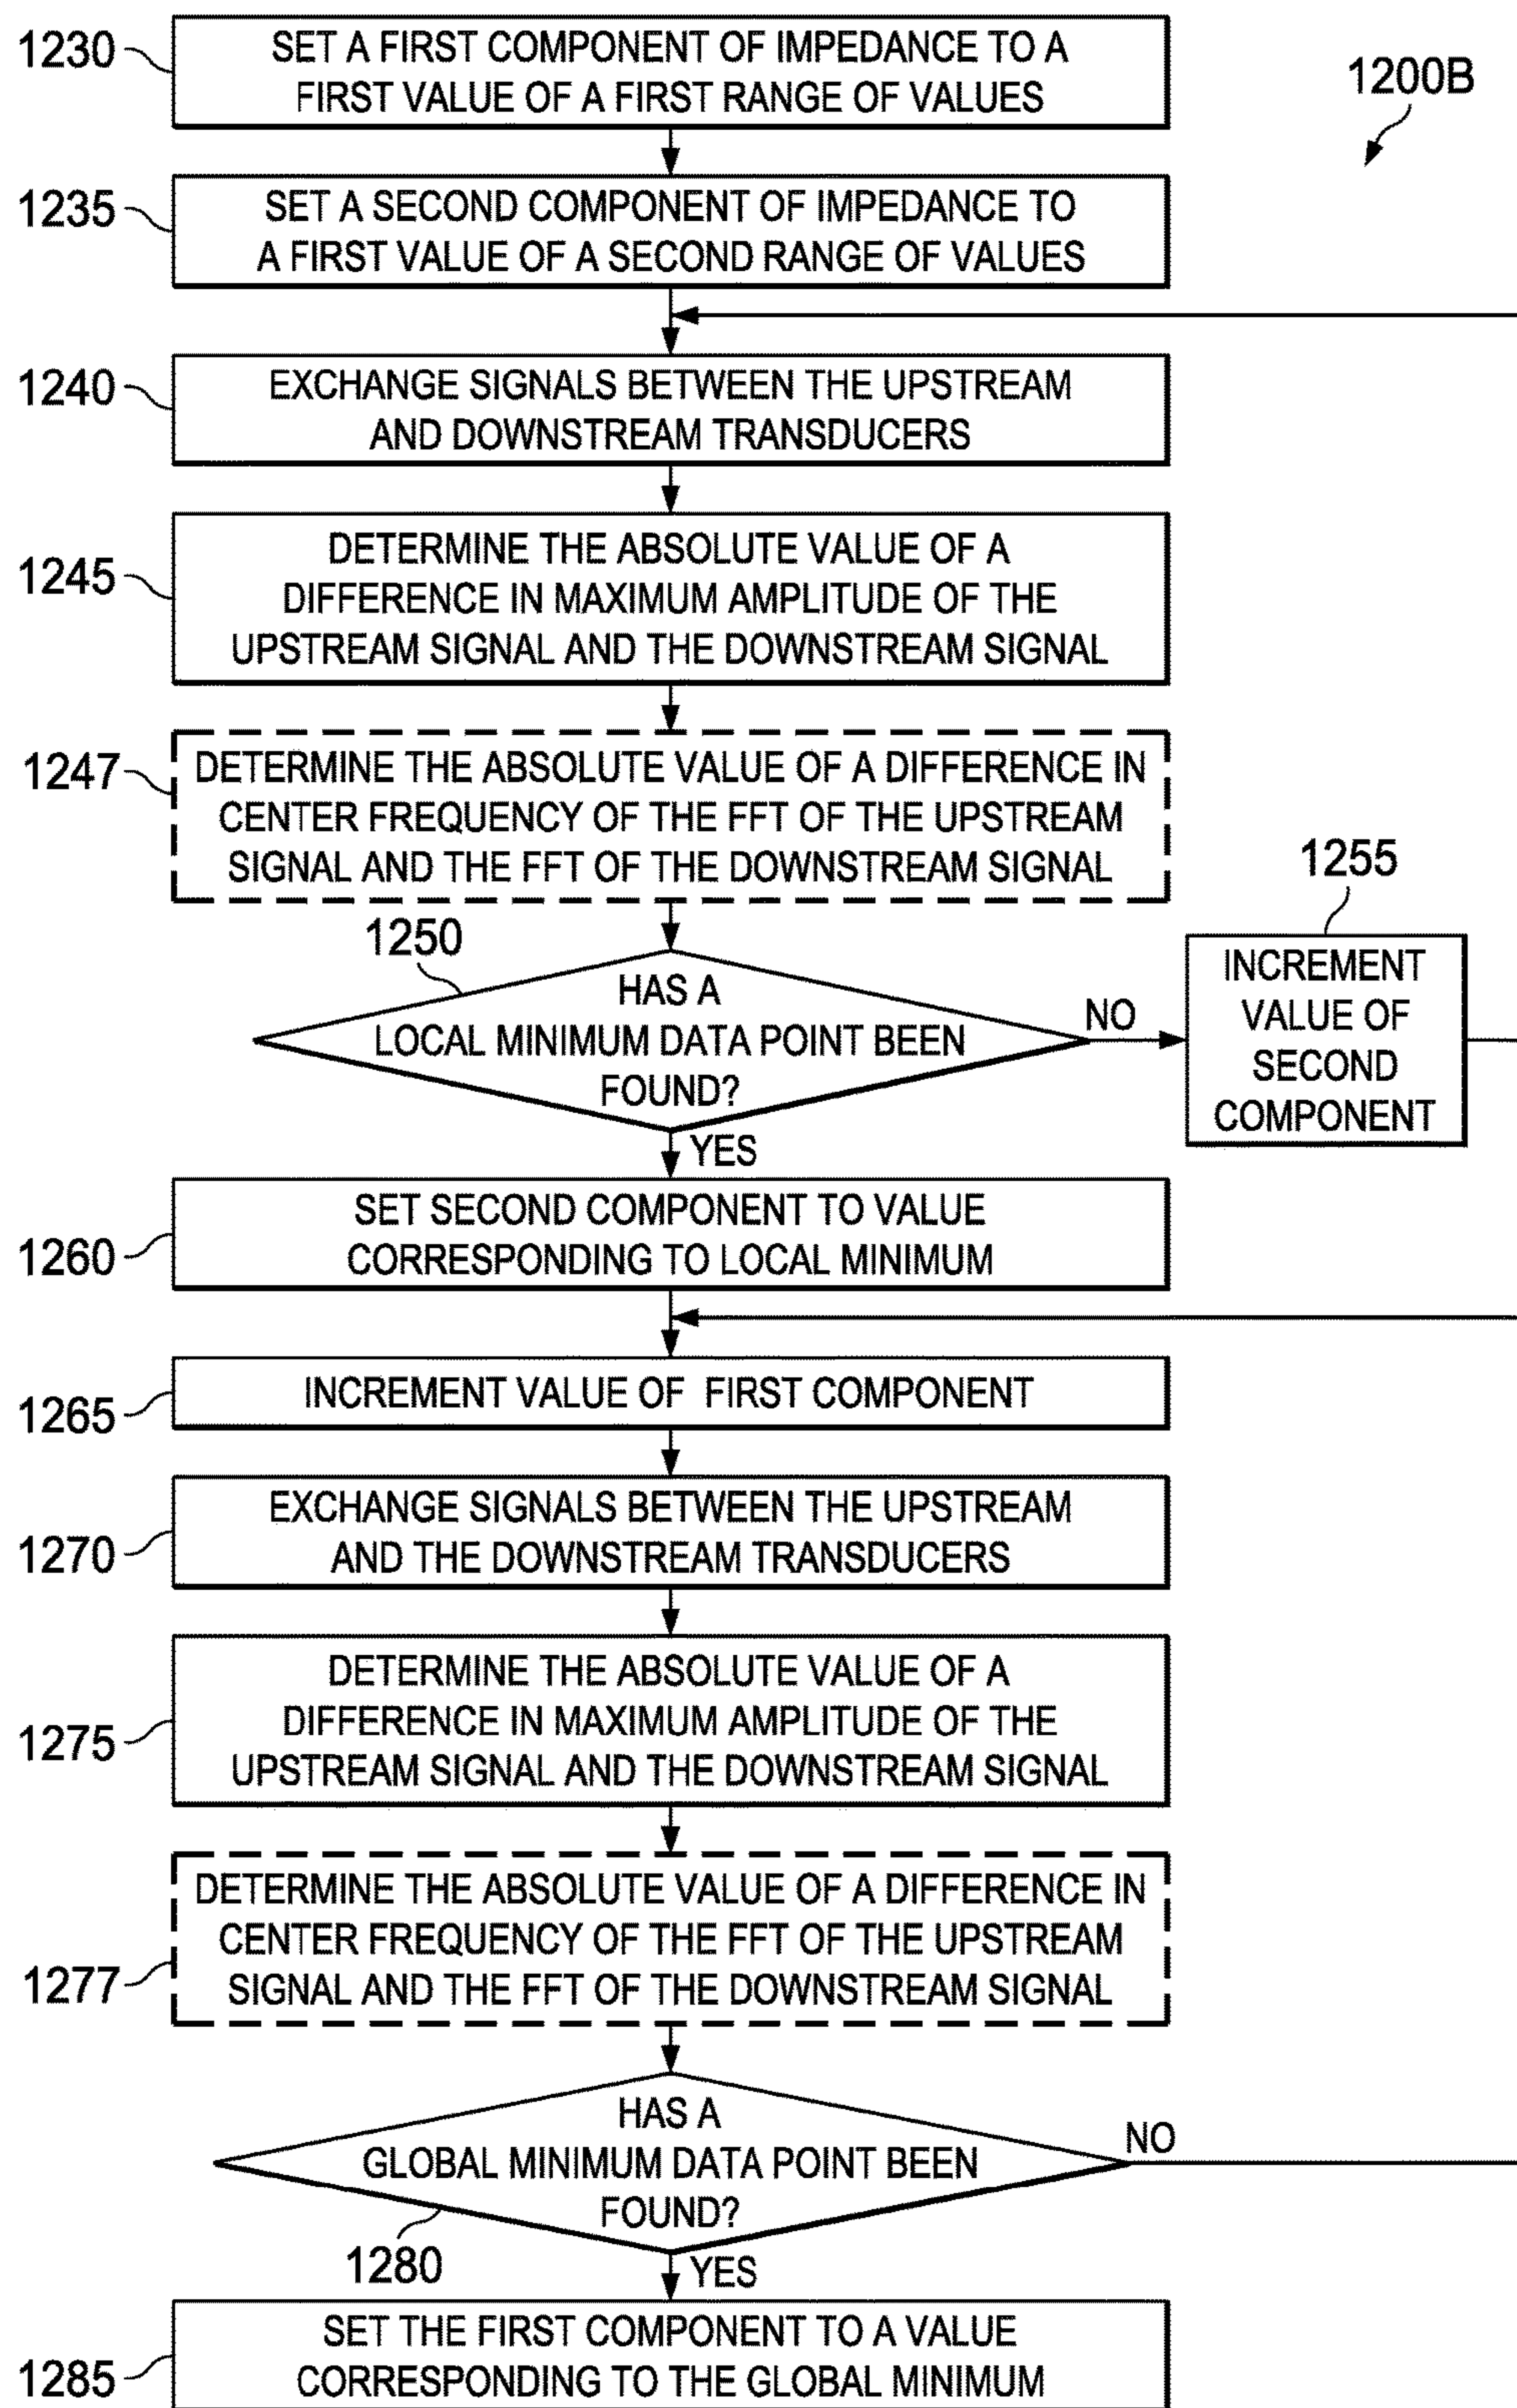 1230
SET A FIRST COMPONENT OF IMPEDANCE TO A
FIRST VALUE OF A FIRST RANGE OF VALUES
1200B
1235
SET A SECOND COMPONENT OF IMPEDANCE TO
A FIRST VALUE OF A SECOND RANGE OF VALUES
1240
EXCHANGE SIGNALS BETWEEN THE UPSTREAM
AND DOWNSTREAM TRANSDUCERS
1245
DETERMINE THE ABSOLUTE VALUE OF A
DIFFERENCE IN MAXIMUM AMPLITUDE OF THE
UPSTREAM SIGNAL AND THE DOWNSTREAM SIGNAL
1247
DETERMINE THE ABSOLUTE VALUE OF A DIFFERENCE IN
CENTER FREQUENCY OF THE FFT OF THE UPSTREAM
SIGNAL AND THE FFT OF THE DOWNSTREAM SIGNAL
1250
HAS A
LOCAL MINIMUM DATA POINT BEEN
FOUND?
NO
1255
INCREMENT
VALUE OF
SECOND
COMPONENT
YES
1260
SET SECOND COMPONENT TO VALUE
CORRESPONDING TO LOCAL MINIMUM
1265
INCREMENT VALUE OF FIRST COMPONENT
1270
EXCHANGE SIGNALS BETWEEN THE UPSTREAM
AND THE DOWNSTREAM TRANSDUCERS
1275
DETERMINE THE ABSOLUTE VALUE OF A
DIFFERENCE IN MAXIMUM AMPLITUDE OF THE
UPSTREAM SIGNAL AND THE DOWNSTREAM SIGNAL
1277
DETERMINE THE ABSOLUTE VALUE OF A DIFFERENCE IN
CENTER FREQUENCY OF THE FFT OF THE UPSTREAM
SIGNAL AND THE FFT OF THE DOWNSTREAM SIGNAL
HAS A
GLOBAL MINIMUM DATA POINT BEEN
FOUND?
NO
1280
YES
1285
SET THE FIRST COMPONENT TO A VALUE
CORRESPONDING TO THE GLOBAL MINIMUM